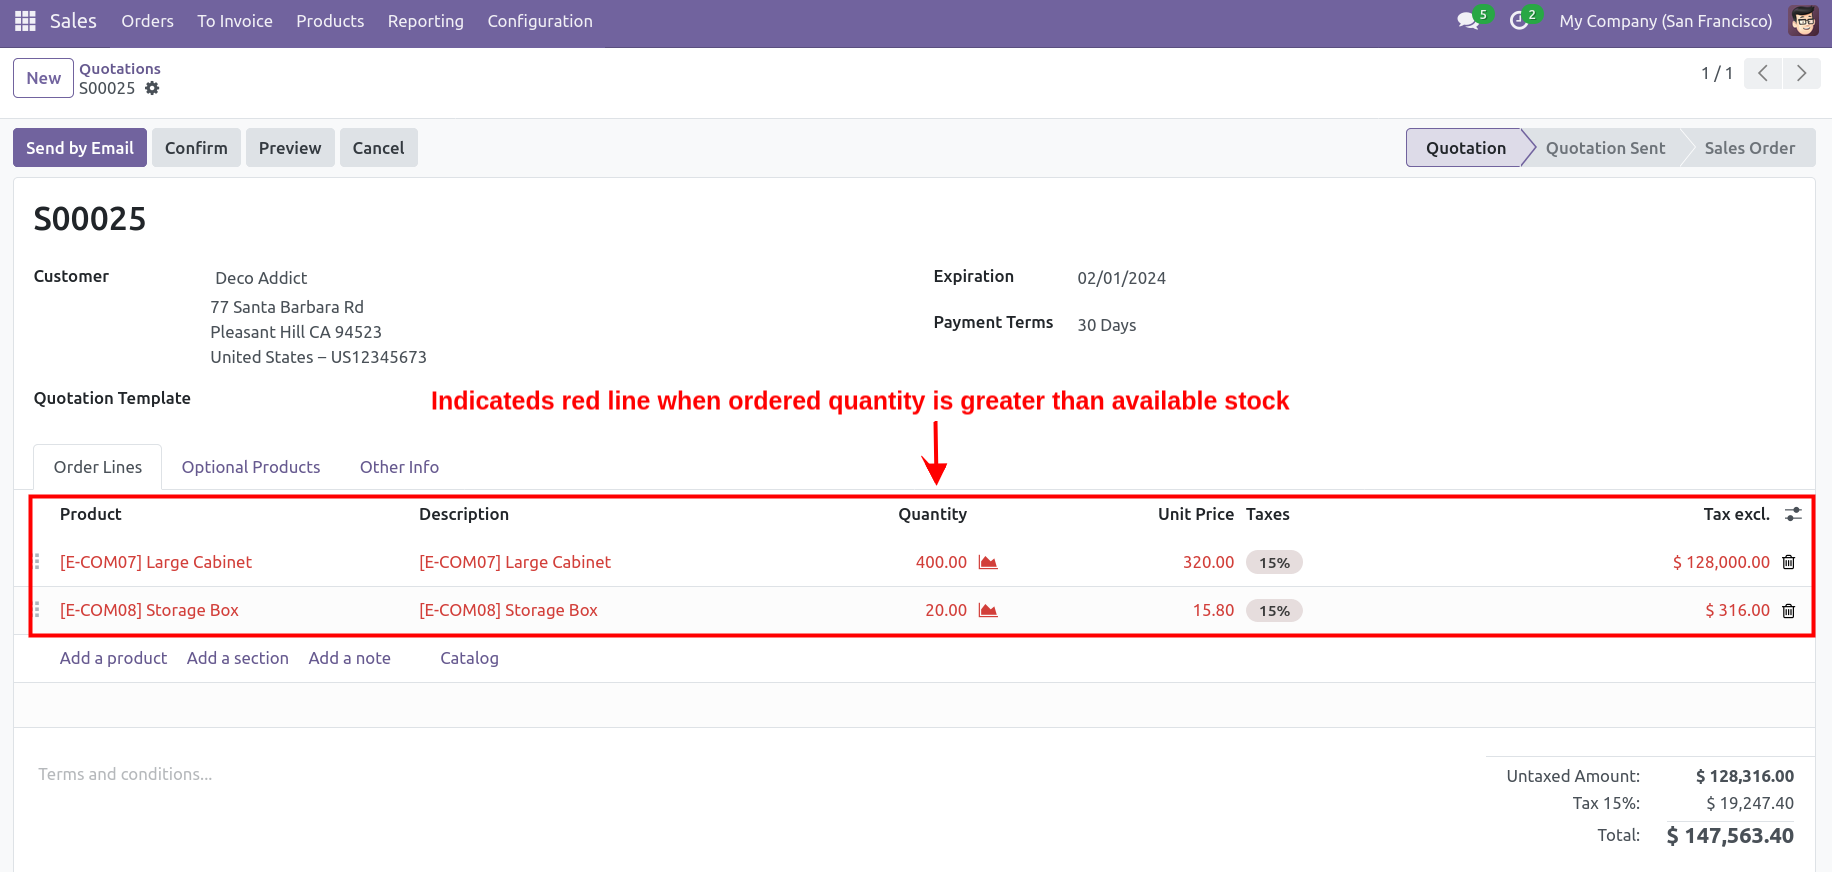 Sales Orders To Invoice Products Reporting Configuration 5 2 My Company (San Francisco)
New Quotations
S00025
1 / 1
Send by Email Confirm Preview Cancel Quotation Quotation Sent Sales Order
S00025
Customer Deco Addict
77 Santa Barbara Rd
Pleasant Hill CA 94523
United States – US12345673
Expiration 02/01/2024
Payment Terms 30 Days
Quotation Template
Indicateds red line when ordered quantity is greater than available stock
Order Lines Optional Products Other Info
Product Description Quantity Unit Price Taxes Tax excl.
[E-COM07] Large Cabinet [E-COM07] Large Cabinet 400.00 320.00 15% $ 128,000.00
[E-COM08] Storage Box [E-COM08] Storage Box 20.00 15.80 15% $ 316.00
Add a product Add a section Add a note Catalog
Terms and conditions...
Untaxed Amount: $ 128,316.00
Tax 15%: $ 19,247.40
Total: $ 147,563.40